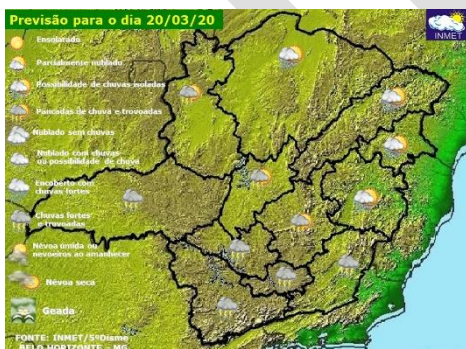 Previsão para o dia 20/03/20
INMET
Ensolarado
Parcialmente nublado
Possibilidade de chuvas isoladas
Pancadas de chuva e trovoadas
Nublado sem chuvas
Nublado com chuvas
ou possibilidade de chuva
Encoberto com
chuvas fortes
Chuvas fortes
e trovoadas
Névoa úmida ou
nevoeiros ao amanhecer
Névoa seca
Geada
FONTE: INMET/5ºDisme
BELO HORIZONTE - MG